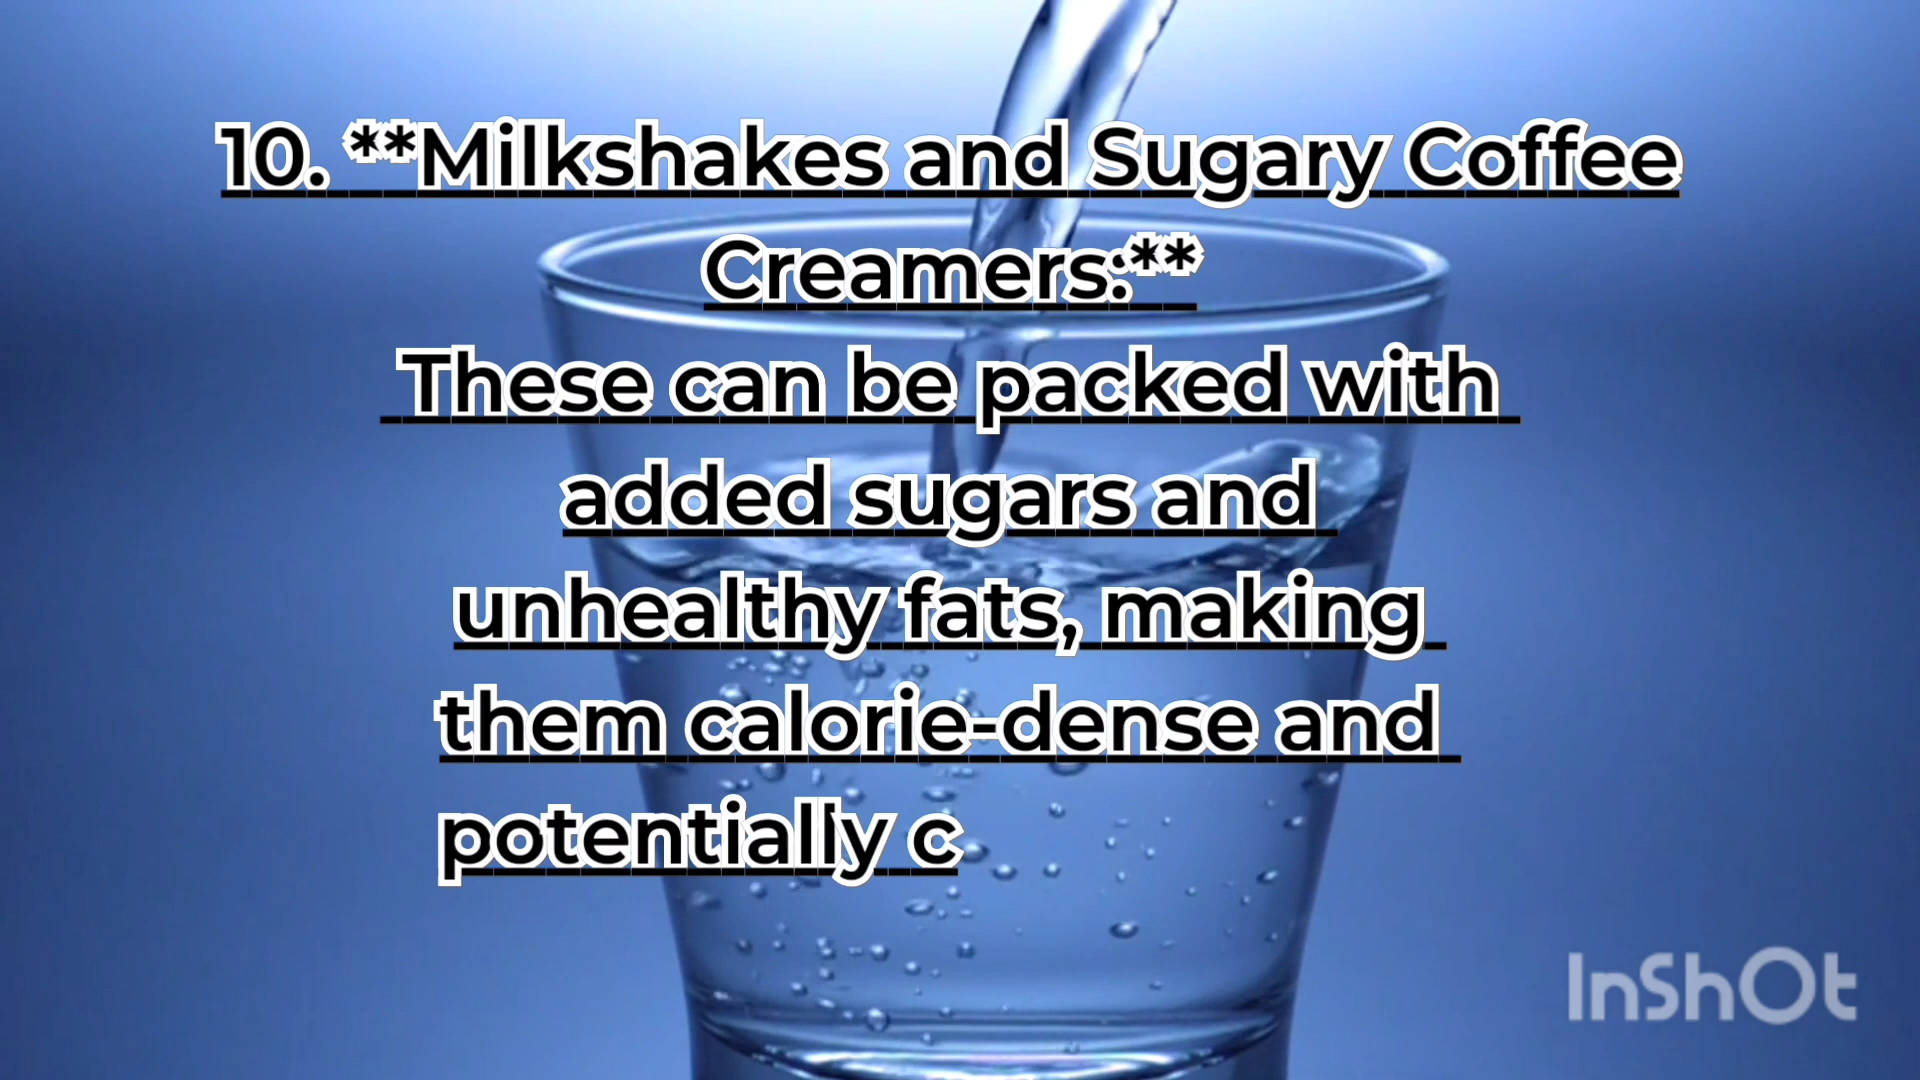 10. **Milkshakes and Sugary Coffee
Creamers:**
These can be packed with
added sugars and
unhealthy fats, making
them calorie-dense and
potentially c
InShOt